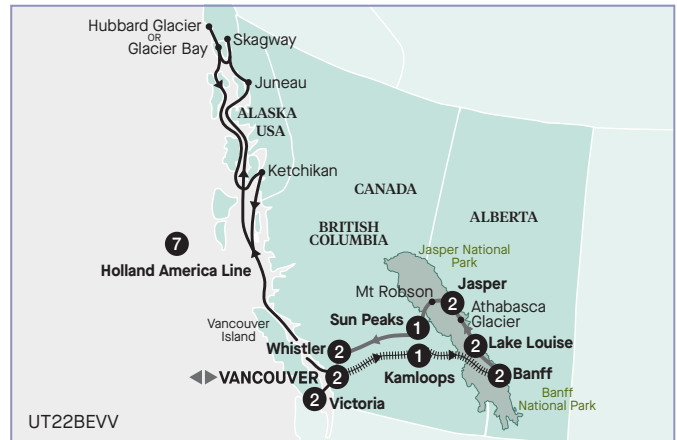 Hubbard Glacier
OR
Glacier Bay
Skagway
Juneau
ALASKA
USA
Ketchikan
CANADA
BRITISH
COLUMBIA
ALBERTA
7
Holland America Line
Jasper National
Park
Mt Robson
2
Jasper
Athabasca
Glacier
Sun Peaks
1
Vancouver
Island
Whistler
2
2
Lake Louise
VANCOUVER
2
1
Kamloops
2
Banff
2
Victoria
Banff
National Park
UT22BEVV